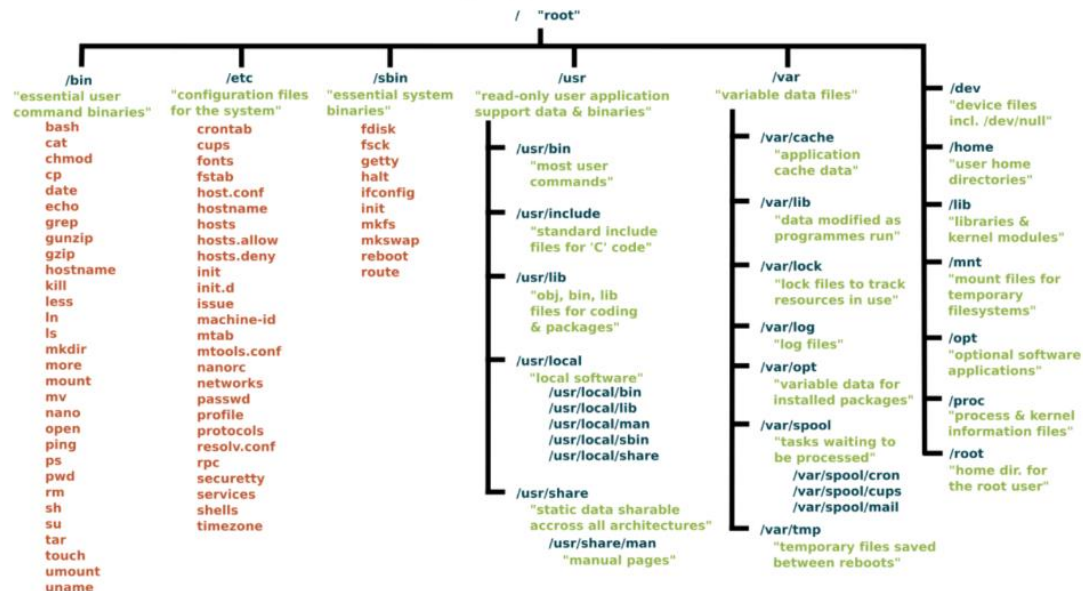 / "root"
/bin
"essential user
command binaries"
bash
cat
chmod
cp
date
echo
grep
gunzip
gzip
hostname
kill
less
ln
ls
mkdir
more
mount
mv
nano
open
ping
ps
pwd
rm
sh
su
tar
touch
umount
uname
/etc
"configuration files
for the system"
crontab
cups
fonts
fstab
host.conf
hostname
hosts
hosts.allow
hosts.deny
init
init.d
issue
machine-id
mtab
mtools.conf
nanorc
networks
passwd
profile
protocols
resolv.conf
rpc
securetty
services
shells
timezone
/sbin
"essential system
binaries"
fdisk
fsck
getty
halt
ifconfig
init
mkfs
mkswap
reboot
route
/usr
"read-only user application
support data & binaries"
/usr/bin
"most user
commands"
/usr/include
"standard include
files for 'C' code"
/usr/lib
"obj, bin, lib
files for coding
& packages"
/usr/local
"local software"
/usr/local/bin
/usr/local/lib
/usr/local/man
/usr/local/sbin
/usr/local/share
/usr/share
"static data sharable
accross all architectures"
/usr/share/man
"manual pages"
/var
"variable data files"
/var/cache
"application
cache data"
/var/lib
"data modified as
programmes run"
/var/lock
"lock files to track
resources in use"
/var/log
"log files"
/var/opt
"variable data for
installed packages"
/var/spool
"tasks waiting to
be processed"
/var/spool/cron
/var/spool/cups
/var/spool/mail
/var/tmp
"temporary files saved
between reboots"
/dev
"device files
incl. /dev/null"
/home
"user home
directories"
/lib
"libraries &
kernel modules"
/mnt
"mount files for
temporary
filesystems"
/opt
"optional software
applications"
/proc
"process & kernel
information files"
/root
"home dir. for
the root user"